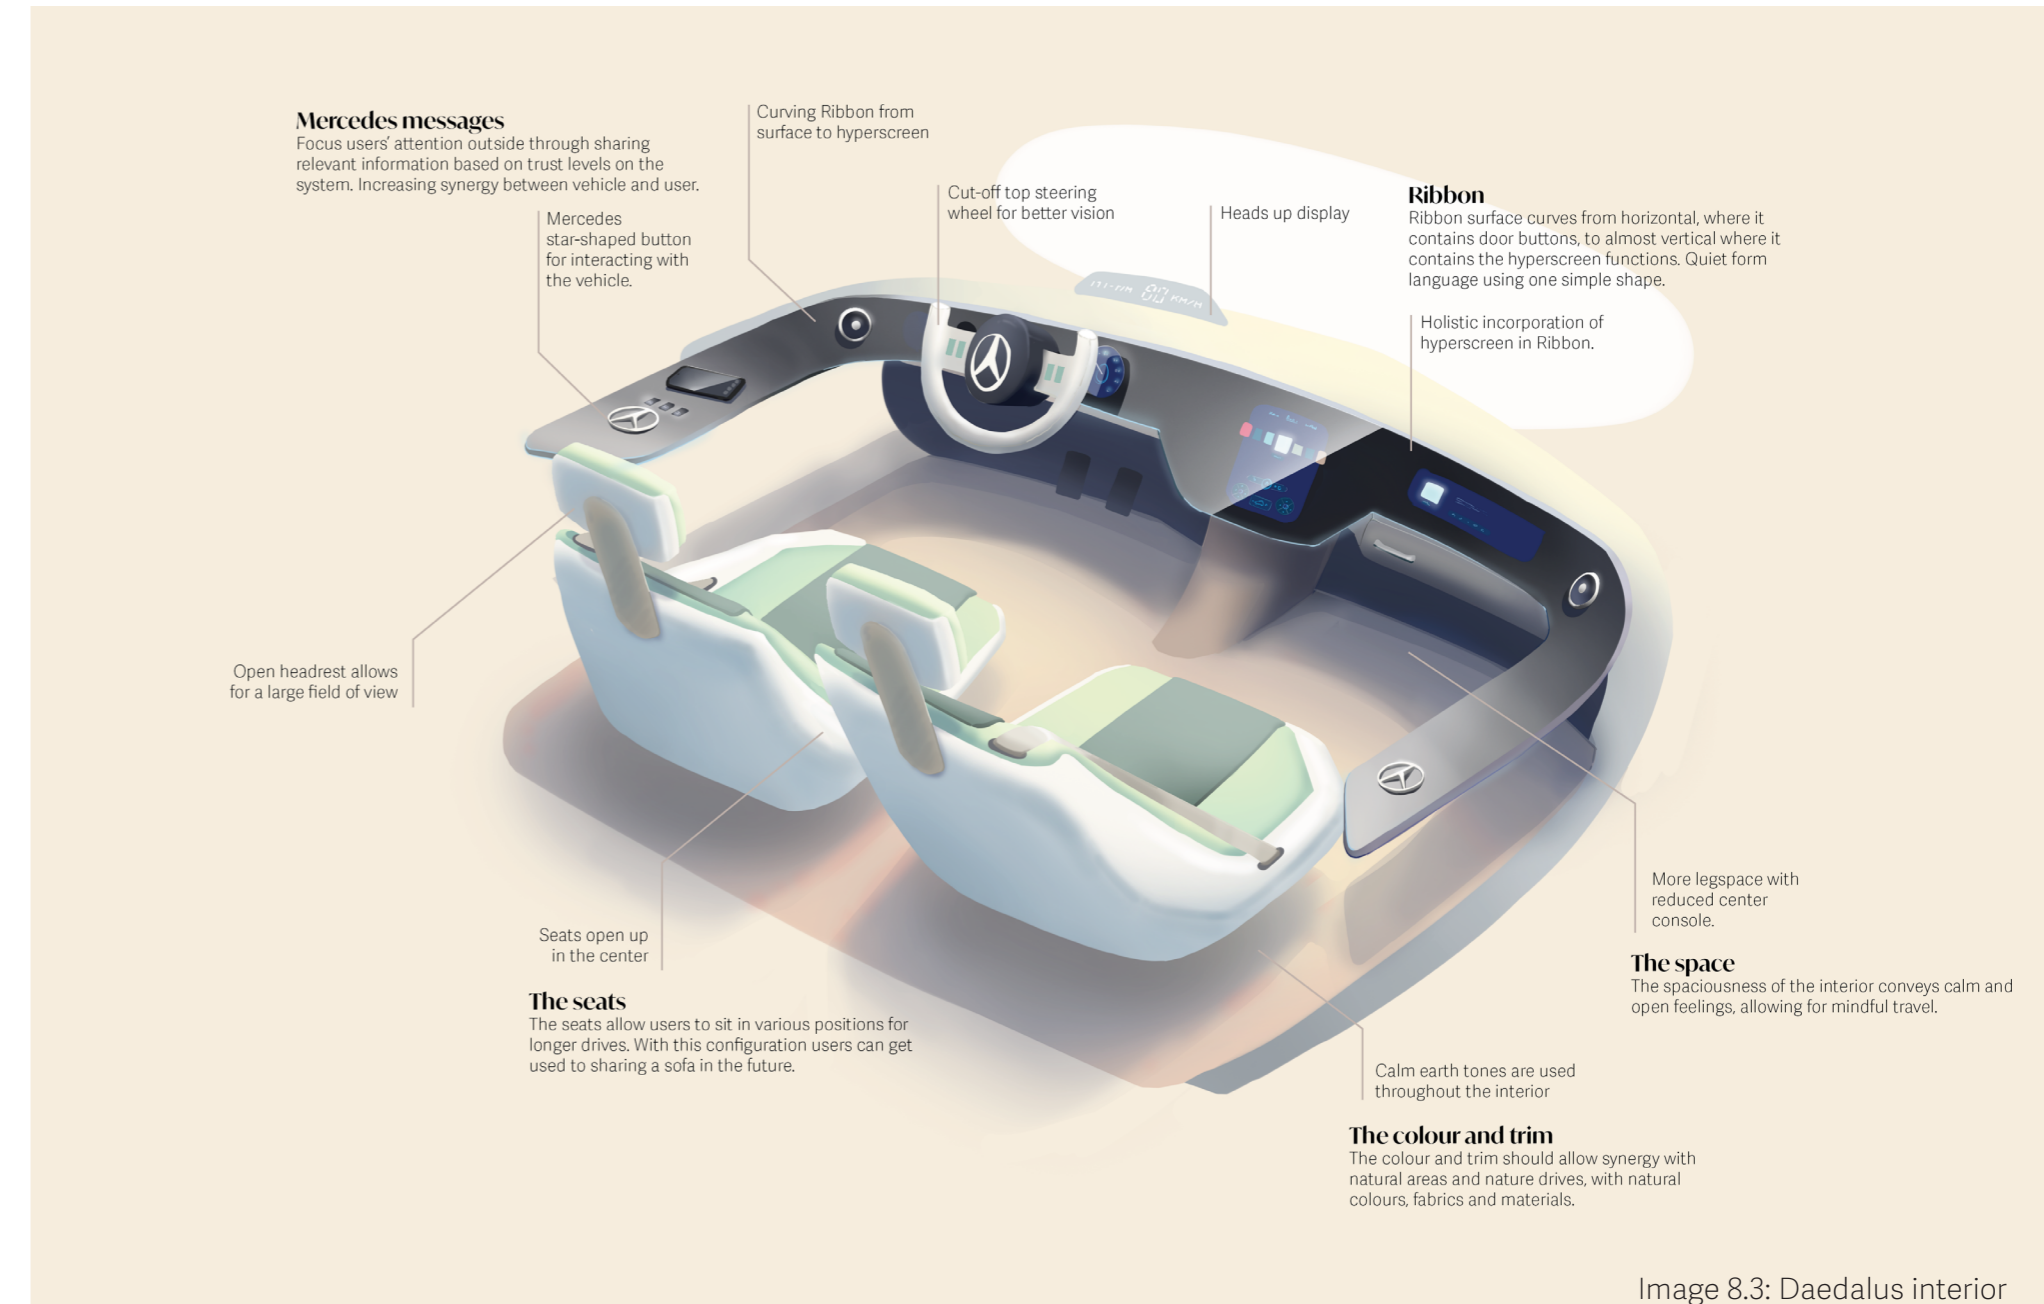 Mercedes messages
Focus users' attention outside through sharing
relevant information based on trust levels on the
system. Increasing synergy between vehicle and user.
Mercedes
star-shaped button
for interacting with
the vehicle.
Curving Ribbon from
surface to hyperscreen
Cut-off top steering
wheel for better vision
Heads up display
Ribbon
Ribbon surface curves from horizontal, where it
contains door buttons, to almost vertical where it
contains the hyperscreen functions. Quiet form
language using one simple shape.
Holistic incorporation of
hyperscreen in Ribbon.
KM/H
Open headrest allows
for a large field of view
Seats open up
in the center
The seats
The seats allow users to sit in various positions for
longer drives. With this configuration users can get
used to sharing a sofa in the future.
More legspace with
reduced center
console.
The space
The spaciousness of the interior conveys calm and
open feelings, allowing for mindful travel.
Calm earth tones are used
throughout the interior
The colour and trim
The colour and trim should allow synergy with
natural areas and nature drives, with natural
colours, fabrics and materials.
Image 8.3: Daedalus interior